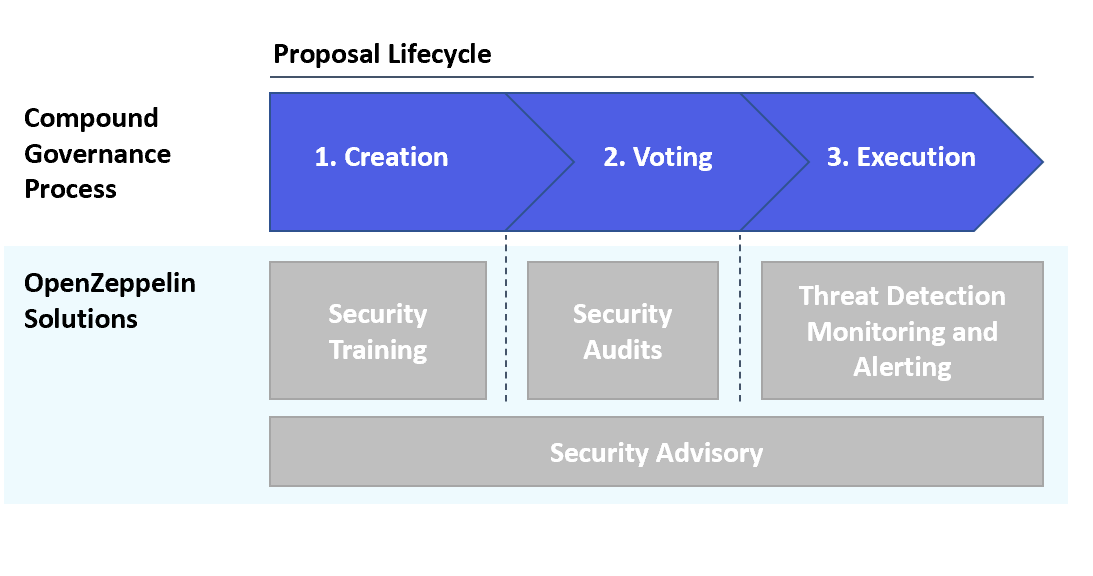 Proposal Lifecycle
Compound
Governance
Process
1. Creation
2. Voting
3. Execution
OpenZeppelin
Solutions
Security
Training
Security
Audits
Threat Detection
Monitoring and
Alerting
Security Advisory